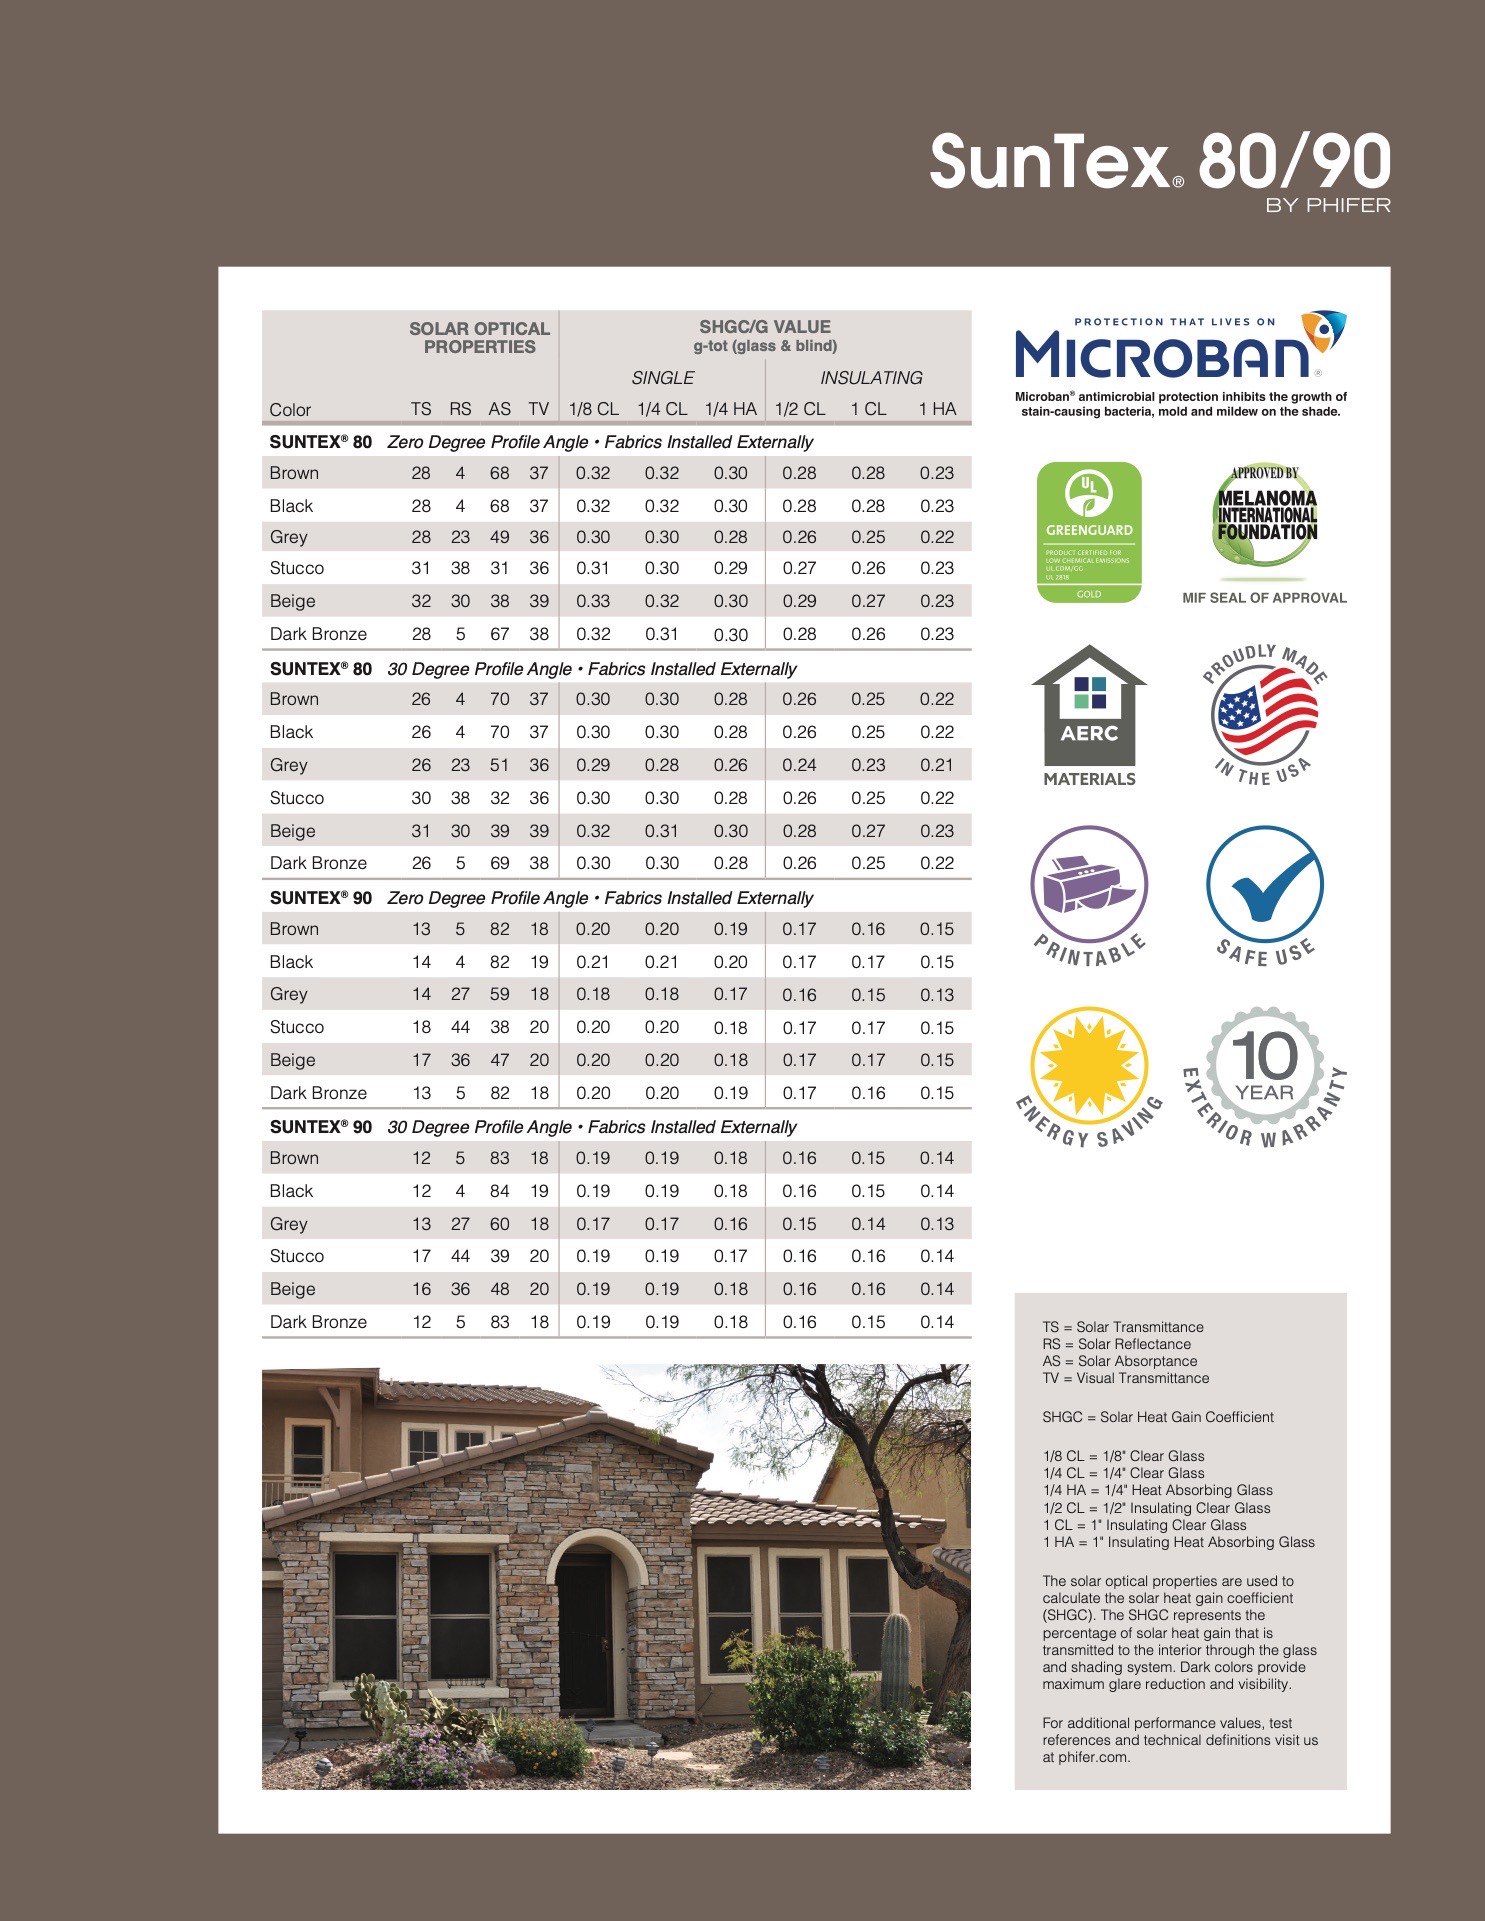 SunTex® 80/90
BY PHIFER
SOLAR OPTICAL
PROPERTIES
SHGC/G VALUE
g-tot (glass & blind)
SINGLE INSULATING
Color TS RS AS TV 1/8 CL 1/4 CL 1/4 HA 1/2 CL 1 CL 1 HA
SUNTEX® 80 Zero Degree Profile Angle • Fabrics Installed Externally
Brown 28 4 68 37 0.32 0.32 0.30 0.28 0.28 0.23
Black 28 4 68 37 0.32 0.32 0.30 0.28 0.28 0.23
Grey 28 23 49 36 0.30 0.30 0.28 0.26 0.25 0.22
Stucco 31 38 31 36 0.31 0.30 0.29 0.27 0.26 0.23
Beige 32 30 38 39 0.33 0.32 0.30 0.29 0.27 0.23
Dark Bronze 28 5 67 38 0.32 0.31 0.30 0.28 0.26 0.23
SUNTEX® 80 30 Degree Profile Angle • Fabrics Installed Externally
Brown 26 4 70 37 0.30 0.30 0.28 0.26 0.25 0.22
Black 26 4 70 37 0.30 0.30 0.28 0.26 0.25 0.22
Grey 26 23 51 36 0.29 0.28 0.26 0.24 0.23 0.21
Stucco 30 38 32 36 0.30 0.30 0.28 0.26 0.25 0.22
Beige 31 30 39 39 0.32 0.31 0.30 0.28 0.27 0.23
Dark Bronze 26 5 69 38 0.30 0.30 0.28 0.26 0.25 0.22
SUNTEX® 90 Zero Degree Profile Angle • Fabrics Installed Externally
Brown 13 5 82 18 0.20 0.20 0.19 0.17 0.16 0.15
Black 14 4 82 19 0.21 0.21 0.20 0.17 0.17 0.15
Grey 14 27 59 18 0.18 0.18 0.17 0.16 0.15 0.13
Stucco 18 44 38 20 0.20 0.20 0.18 0.17 0.17 0.15
Beige 17 36 47 20 0.20 0.20 0.18 0.17 0.17 0.15
Dark Bronze 13 5 82 18 0.20 0.20 0.19 0.17 0.16 0.15
SUNTEX® 90 30 Degree Profile Angle • Fabrics Installed Externally
Brown 12 5 83 18 0.19 0.19 0.18 0.16 0.15 0.14
Black 12 4 84 19 0.19 0.19 0.18 0.16 0.15 0.14
Grey 13 27 60 18 0.17 0.17 0.16 0.15 0.14 0.13
Stucco 17 44 39 20 0.19 0.19 0.17 0.16 0.16 0.14
Beige 16 36 48 20 0.19 0.19 0.18 0.16 0.16 0.14
Dark Bronze 12 5 83 18 0.19 0.19 0.18 0.16 0.15 0.14
PROTECTION THAT LIVES ON
MICROBAN®
Microban® antimicrobial protection inhibits the growth of
stain-causing bacteria, mold and mildew on the shade.
UL
GREENGUARD
PRODUCT CERTIFIED FOR
LOW CHEMICAL EMISSIONS
UL.COM/GG
UL 2818
GOLD
APPROVED BY
MELANOMA
INTERNATIONAL
FOUNDATION
MIF SEAL OF APPROVAL
AERC
MATERIALS
PROUDLY MADE
IN THE USA
PRINTABLE
SAFE USE
ENERGY SAVING
10
YEAR
EXTERIOR WARRANTY
TS = Solar Transmittance
RS = Solar Reflectance
AS = Solar Absorptance
TV = Visual Transmittance
SHGC = Solar Heat Gain Coefficient
1/8 CL = 1/8" Clear Glass
1/4 CL = 1/4" Clear Glass
1/4 HA = 1/4" Heat Absorbing Glass
1/2 CL = 1/2" Insulating Clear Glass
1 CL = 1" Insulating Clear Glass
1 HA = 1" Insulating Heat Absorbing Glass
The solar optical properties are used to
calculate the solar heat gain coefficient
(SHGC). The SHGC represents the
percentage of solar heat gain that is
transmitted to the interior through the glass
and shading system. Dark colors provide
maximum glare reduction and visibility.
For additional performance values, test
references and technical definitions visit us
at phifer.com.